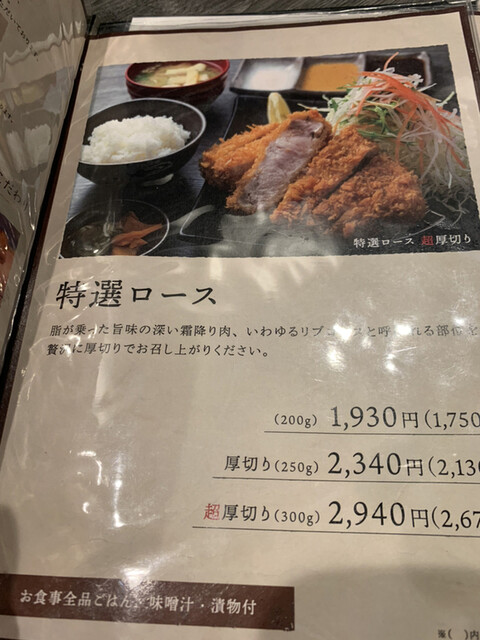 特選ロース 超厚切り
特選ロース
脂が乗った旨味の深い霜降り肉、いわゆるリブロースと呼ばれる部位を
贅沢に厚切りでお召し上がりください。
(200g) 1,930円(1,750
厚切り(250g) 2,340円(2,130
超厚切り(300g) 2,940円(2,67
お食事全品ごはん・味噌汁・漬物付
※( )内